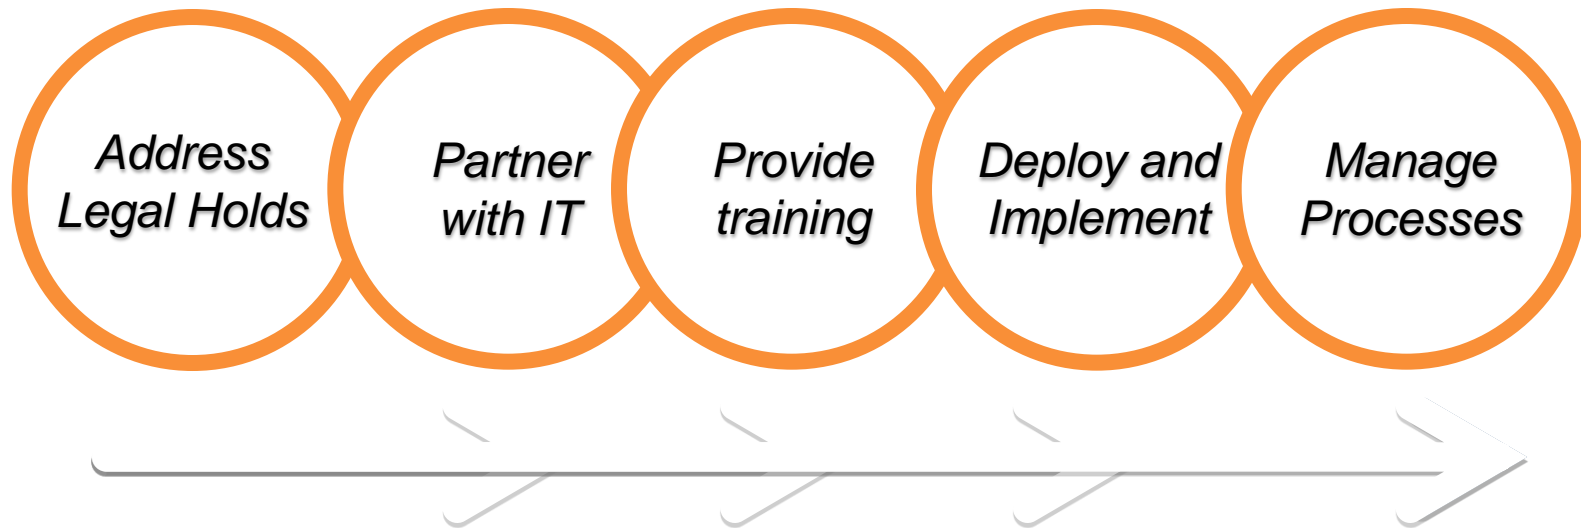 Address
Legal Holds
Partner
with IT
Provide
training
Deploy and
Implement
Manage
Processes